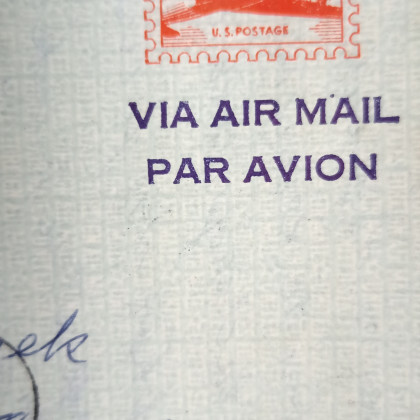 U.S. POSTAGE
VIA AIR MAIL
PAR AVION